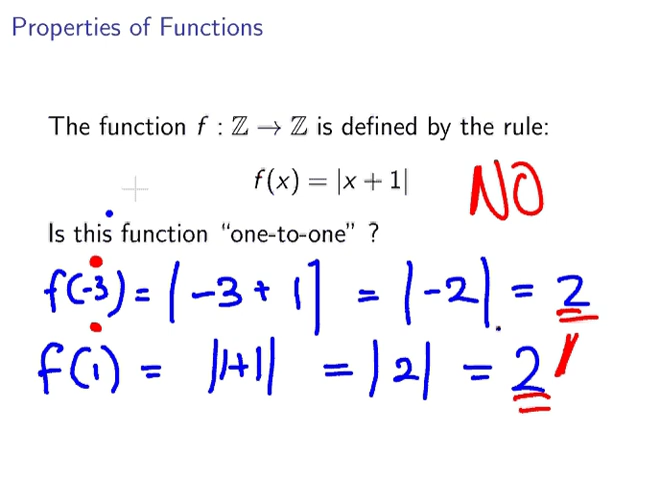 Properties of Functions
The function f : ℤ → ℤ is defined by the rule:
f(x) = |x + 1|
NO
Is this function “one-to-one” ?
f(-3) = |-3 + 1| = |-2| = 2
f(1) = |1+1| = |2| = 2